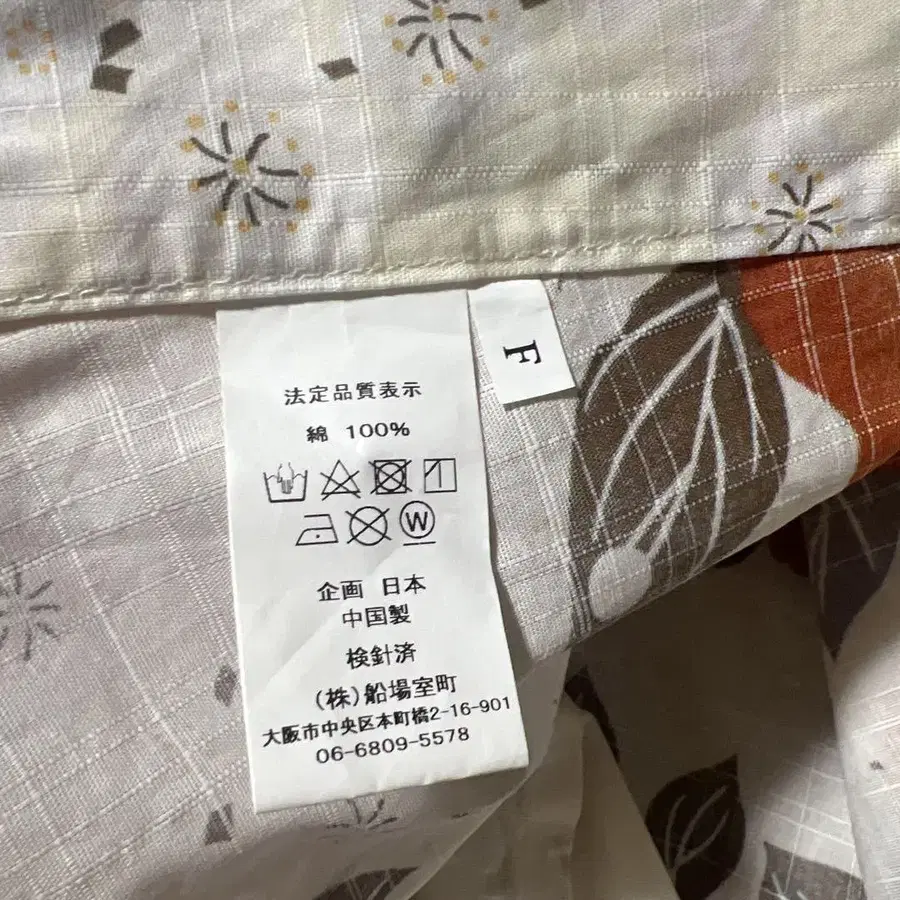 法定品質表示
綿 100%
W
企画 日本
中国製
検針済
(株)船場室町
大阪市中央区本町橋2-16-901
06-6809-5578
F